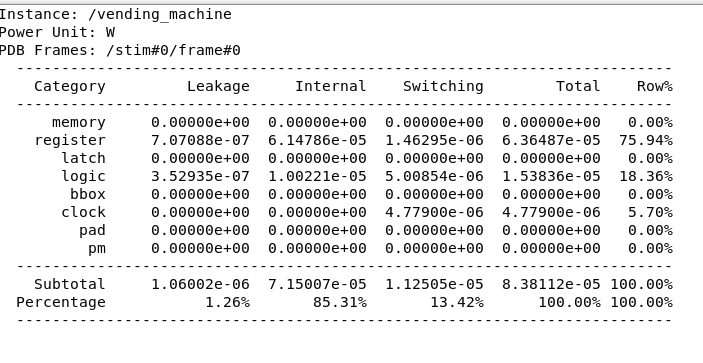 Instance: /vending_machine
Power Unit: W
PDB Frames: /stim#0/frame#0
-------------------------------------------------------------------------
Category Leakage Internal Switching Total Row%
-------------------------------------------------------------------------
memory 0.00000e+00 0.00000e+00 0.00000e+00 0.00000e+00 0.00%
register 7.07088e-07 6.14786e-05 1.46295e-06 6.36487e-05 75.94%
latch 0.00000e+00 0.00000e+00 0.00000e+00 0.00000e+00 0.00%
logic 3.52935e-07 1.00221e-05 5.00854e-06 1.53836e-05 18.36%
bbox 0.00000e+00 0.00000e+00 0.00000e+00 0.00000e+00 0.00%
clock 0.00000e+00 0.00000e+00 4.77900e-06 4.77900e-06 5.70%
pad 0.00000e+00 0.00000e+00 0.00000e+00 0.00000e+00 0.00%
pm 0.00000e+00 0.00000e+00 0.00000e+00 0.00000e+00 0.00%
-------------------------------------------------------------------------
Subtotal 1.06002e-06 7.15007e-05 1.12505e-05 8.38112e-05 100.00%
Percentage 1.26% 85.31% 13.42% 100.00% 100.00%
-------------------------------------------------------------------------